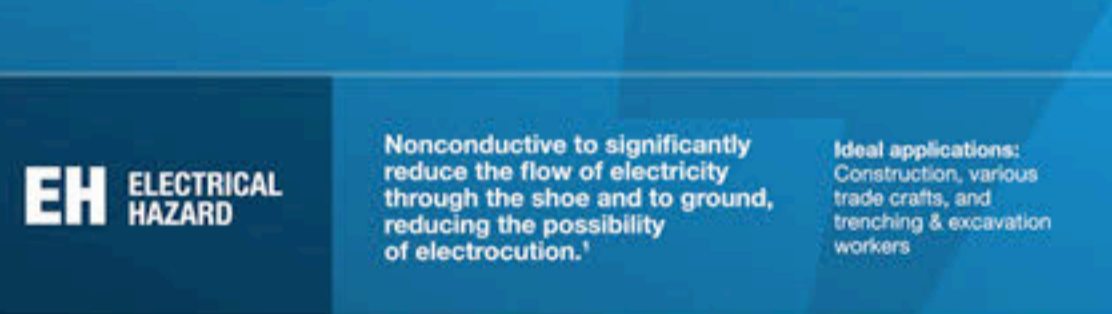 EH ELECTRICAL
HAZARD
Nonconductive to significantly
reduce the flow of electricity
through the shoe and to ground,
reducing the possibility
of electrocution.¹
Ideal applications:
Construction, various
trade crafts, and
trenching & excavation
workers